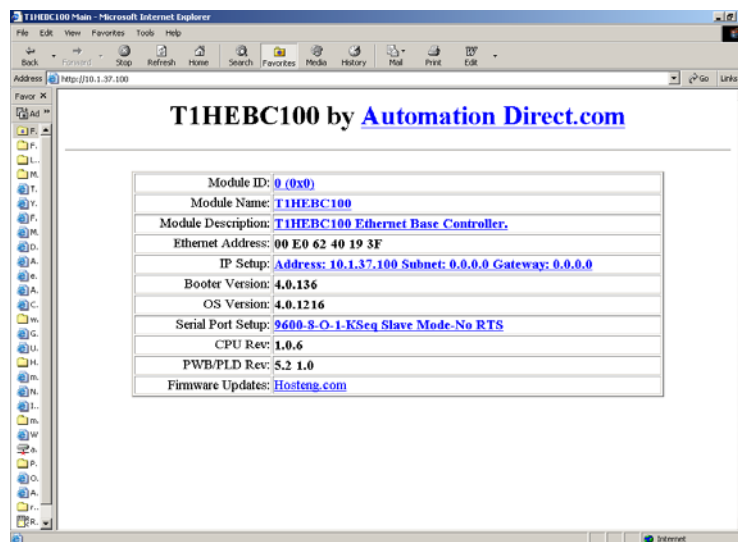 T1HEBC100 Main - Microsoft Internet Explorer
File Edit View Favorites Tools Help
Back Forward Stop Refresh Home Search Favorites Media History Mail Print Edit
Address http://10.1.37.100 Go Links
Favor X
Ad »
T1HEBC100 by Automation Direct.com
F.
F.
L..
M.
T.
Y.
F.
M.
D.
A.
e.
A.
C.
w.
G.
U.
H.
m.
N.
1..
m.
W
a.
P.
O.
A.
r..
R.
Module ID: 0 (0x0)
Module Name: T1HEBC100
Module Description: T1HEBC100 Ethernet Base Controller.
Ethernet Address: 00 E0 62 40 19 3F
IP Setup: Address: 10.1.37.100 Subnet: 0.0.0.0 Gateway: 0.0.0.0
Booter Version: 4.0.136
OS Version: 4.0.1216
Serial Port Setup: 9600-8-O-1-KSeq Slave Mode-No RTS
CPU Rev: 1.0.6
PWB/PLD Rev: 5.2 1.0
Firmware Updates: Hosteng.com
Internet